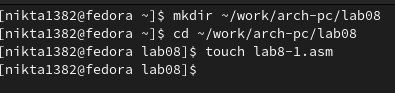 [nikta1382@fedora ~]$ mkdir ~/work/arch-pc/lab08
[nikta1382@fedora ~]$ cd ~/work/arch-pc/lab08
[nikta1382@fedora lab08]$ touch lab8-1.asm
[nikta1382@fedora lab08]$